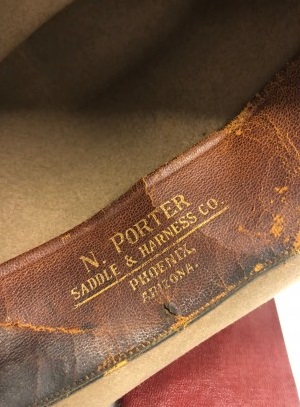 N. PORTER
SADDLE & HARNESS CO.
PHOENIX,
ARIZONA.